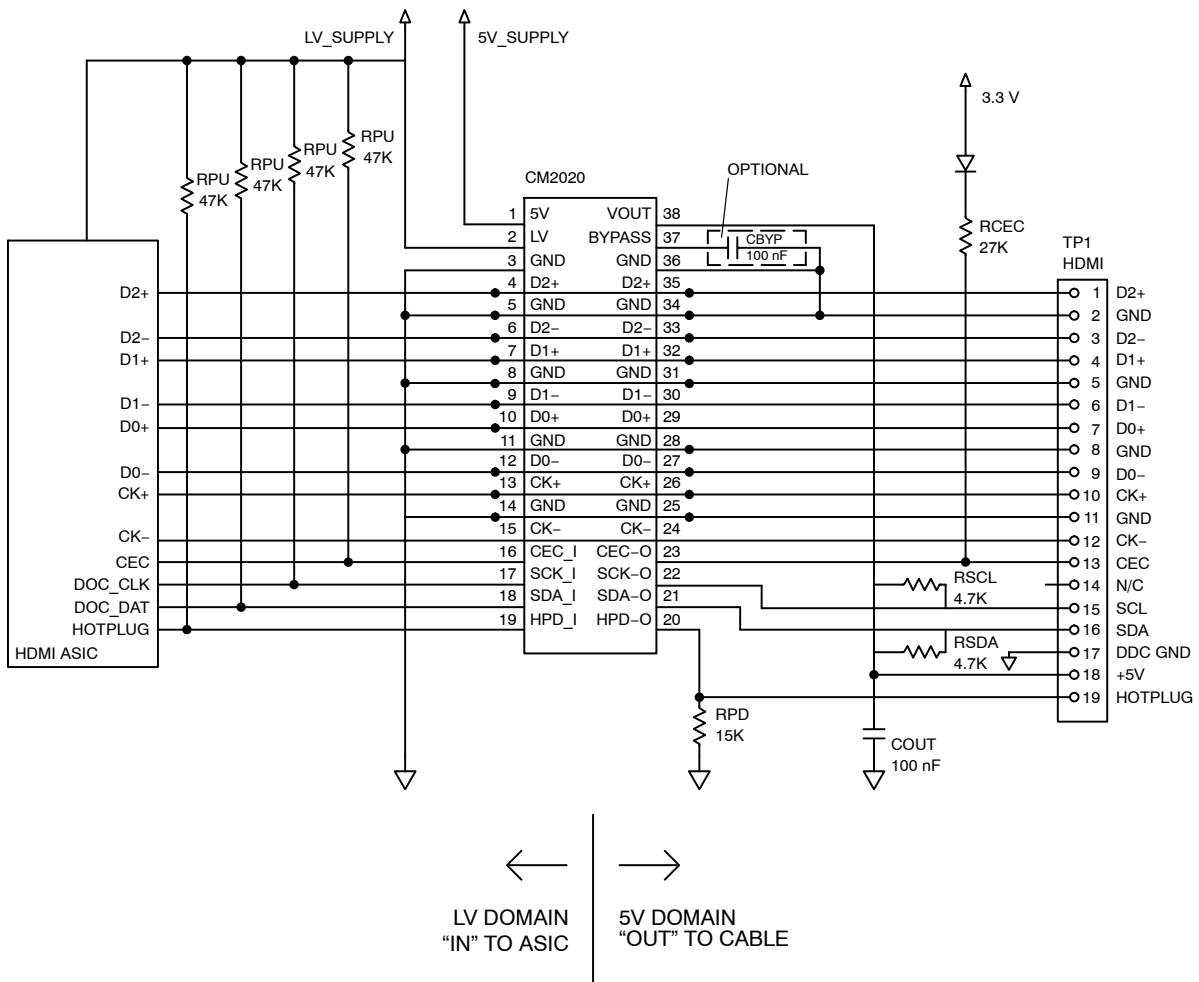 LV_SUPPLY
5V_SUPPLY
3.3 V
RPU
47K
RPU
47K
RPU
47K
RPU
47K
OPTIONAL
CM2020
CBYP
100 nF
RCEC
27K
TP1
HDMI
D2+
D2−
D1+
D1−
D0+
D0−
CK+
CK−
CEC
DOC_CLK
DOC_DAT
HOTPLUG
HDMI ASIC
1 5V VOUT 38
2 LV BYPASS 37
3 GND GND 36
4 D2+ D2+ 35
5 GND GND 34
6 D2− D2− 33
7 D1+ D1+ 32
8 GND GND 31
9 D1− D1− 30
10 D0+ D0+ 29
11 GND GND 28
12 D0− D0− 27
13 CK+ CK+ 26
14 GND GND 25
15 CK− CK− 24
16 CEC_I CEC−O 23
17 SCK_I SCK−O 22
18 SDA_I SDA−O 21
19 HPD_I HPD−O 20
1 D2+
2 GND
3 D2−
4 D1+
5 GND
6 D1−
7 D0+
8 GND
9 D0−
10 CK+
11 GND
12 CK−
13 CEC
14 N/C
15 SCL
16 SDA
17 DDC GND
18 +5V
19 HOTPLUG
RSCL
4.7K
RSDA
4.7K
RPD
15K
COUT
100 nF
LV DOMAIN
“IN” TO ASIC
5V DOMAIN
“OUT” TO CABLE